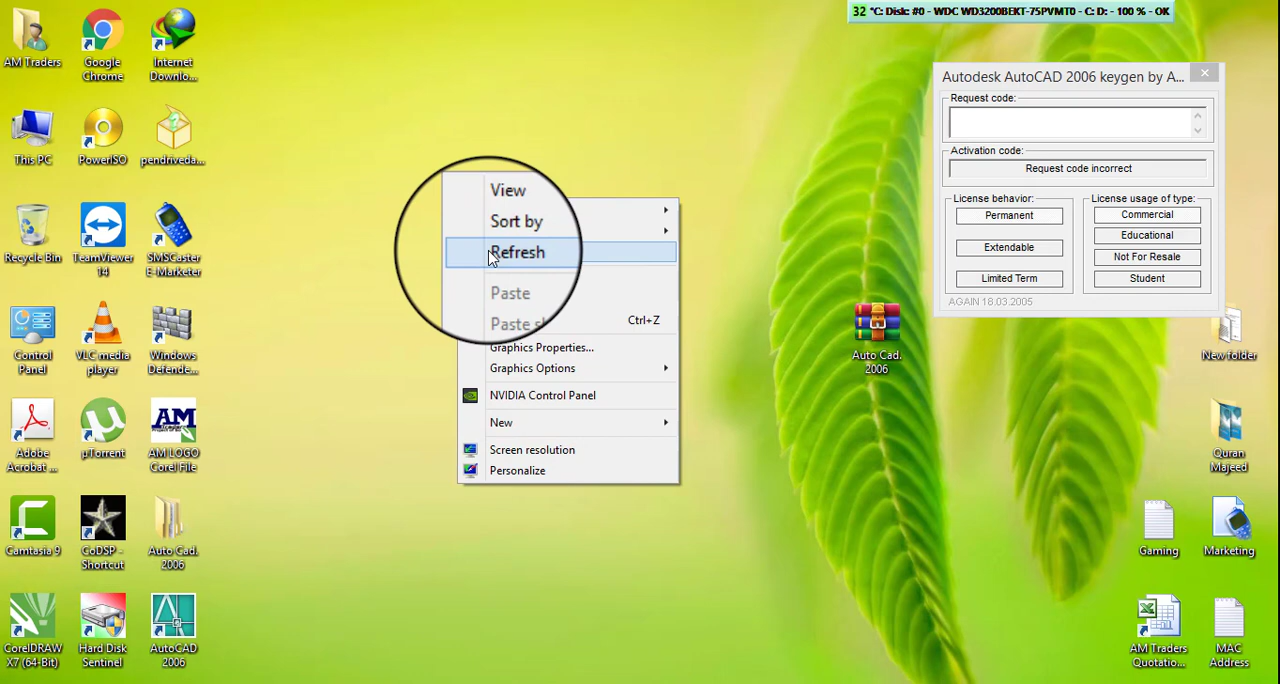 32 °C: Disk: #0 - WDC WD3200BEKT-75PVMT0 - C: D: - 100 % - OK
AM Traders
Google
Chrome
Internet
Downlo...
This PC
PowerISO
pendriveda...
Recycle Bin
TeamViewer
14
SMSCaster
E-Marketer
Control
Panel
VLC media
player
Windows
Defende...
Adobe
Acrobat ...
µTorrent
AM
AM LOGO
Corel File
Camtasia 9
CoDSP -
Shortcut
Auto Cad.
2006
CorelDRAW
X7 (64-Bit)
Hard Disk
Sentinel
AutoCAD
2006
View
Sort by
Refresh
Paste
Ctrl+Z
Graphics Properties...
Graphics Options
NVIDIA Control Panel
New
Screen resolution
Personalize
Auto Cad.
2006
Autodesk AutoCAD 2006 keygen by A...
Request code:
Activation code:
Request code incorrect
License behavior:
Permanent
Extendable
Limited Term
License usage of type:
Commercial
Educational
Not For Resale
Student
AGAIN 18.03.2005
New folder
Quran
Majeed
Gaming
Marketing
AM Traders
Quotatio...
MAC
Address